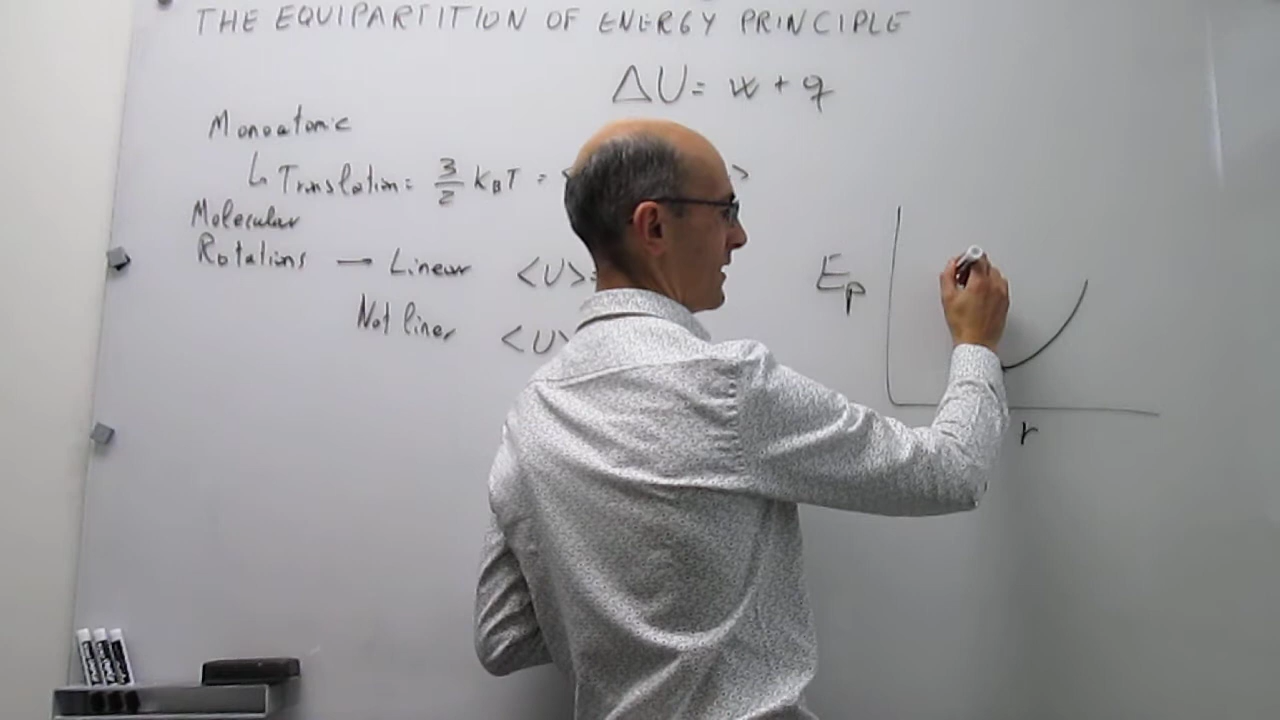 THE EQUIPARTITION OF ENERGY PRINCIPLE
ΔU = w + q
Monoatomic
↳ Translation: 3/2 KBT = < >
Molecular
Rotations → Linear <U>=
Not linear <U>
Ep
r